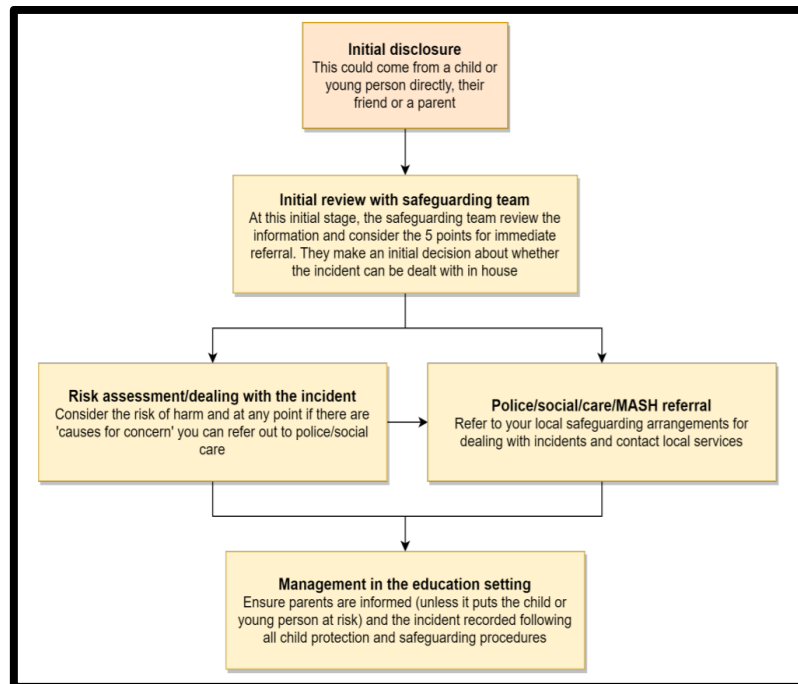 Initial disclosure
This could come from a child or
young person directly, their
friend or a parent
Initial review with safeguarding team
At this initial stage, the safeguarding team review the
information and consider the 5 points for immediate
referral. They make an initial decision about whether
the incident can be dealt with in house
Risk assessment/dealing with the incident
Consider the risk of harm and at any point if there are
'causes for concern' you can refer out to police/social
care
Police/social/care/MASH referral
Refer to your local safeguarding arrangements for
dealing with incidents and contact local services
Management in the education setting
Ensure parents are informed (unless it puts the child or
young person at risk) and the incident recorded following
all child protection and safeguarding procedures